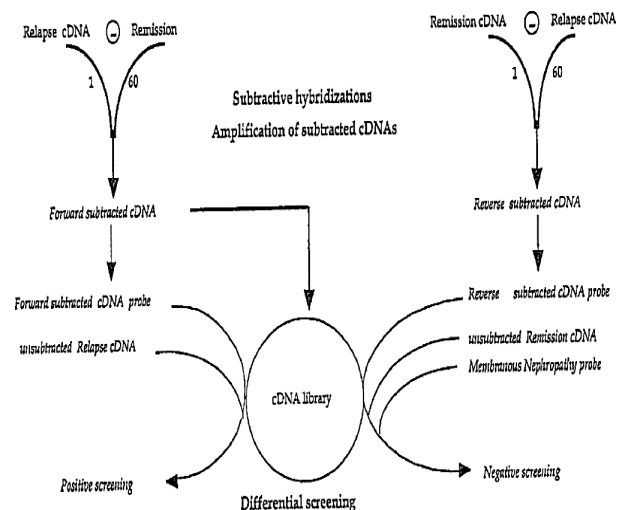 Relapse cDNA - Remission
Remission cDNA - Relapse cDNA
1 60
1 60
Subtractive hybridizations
Amplification of subtracted cDNAs
Forward subtracted cDNA
Reverse subtracted cDNA
Forward subtracted cDNA probe
Reverse subtracted cDNA probe
unsubtracted Relapse cDNA
unsubtracted Remission cDNA
Membranous Nephropathy probe
cDNA library
Positive screening
Negative screening
Differential screening